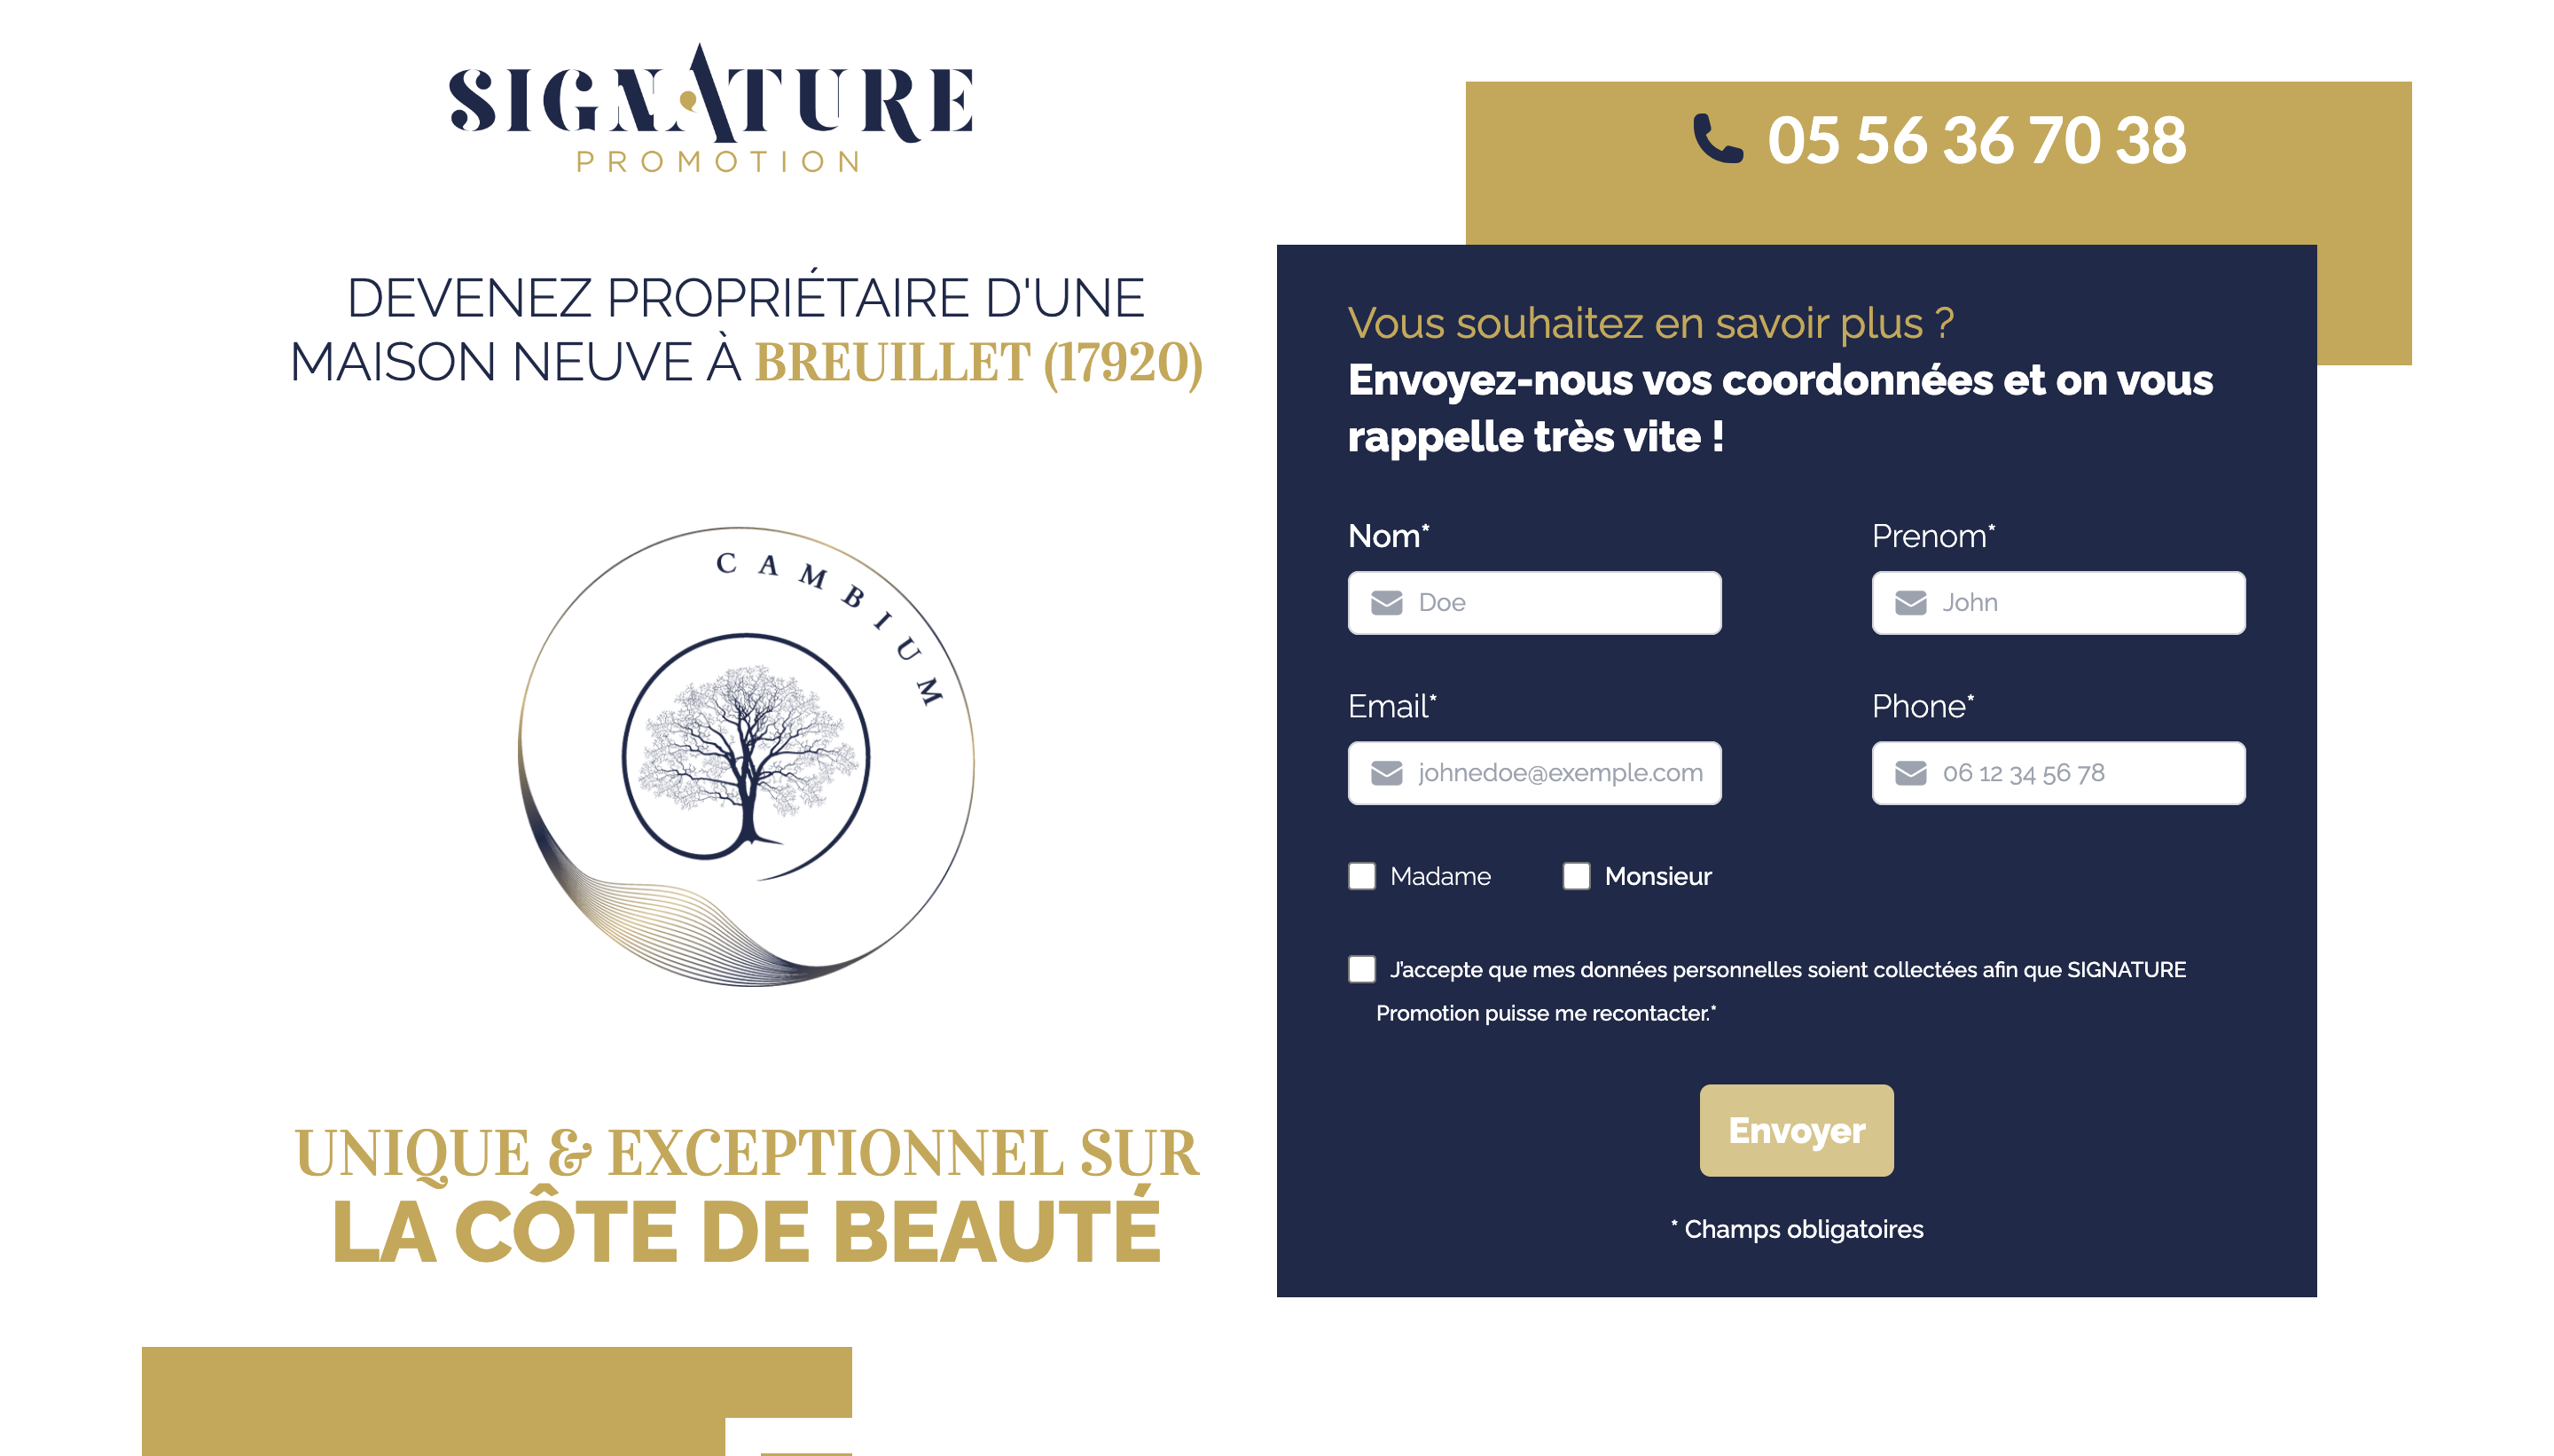 SIGNATURE
PROMOTION
05 56 36 70 38
DEVENEZ PROPRIÉTAIRE D'UNE
MAISON NEUVE À BREUILLET (17920)
CAMBIUM
UNIQUE & EXCEPTIONNEL SUR
LA CÔTE DE BEAUTÉ
Vous souhaitez en savoir plus ?
Envoyez-nous vos coordonnées et on vous
rappelle très vite !
Nom* Prenom*
Doe John
Email* Phone*
johnedoe@exemple.com 06 12 34 56 78
Madame Monsieur
J'accepte que mes données personnelles soient collectées afin que SIGNATURE
Promotion puisse me recontacter.*
Envoyer
* Champs obligatoires